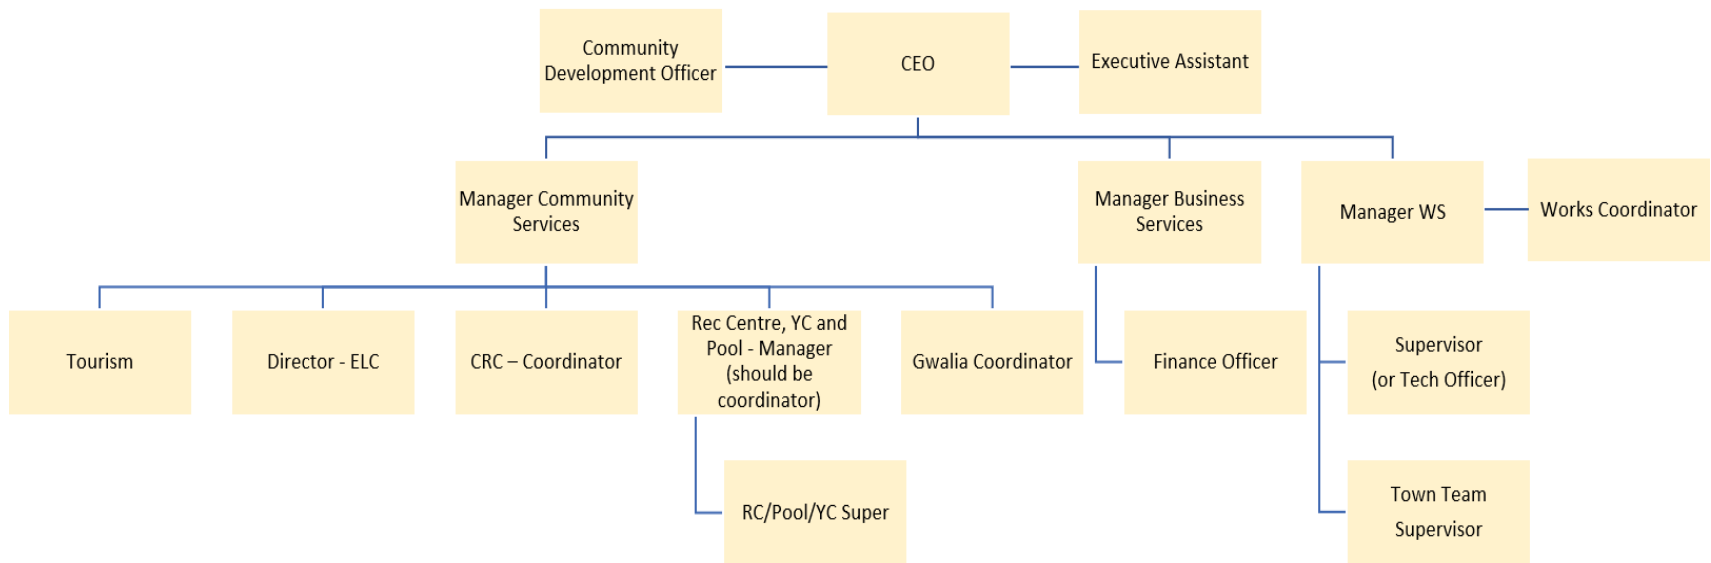 Community
Development Officer
CEO
Executive Assistant
Manager Community
Services
Manager Business
Services
Manager WS
Works Coordinator
Tourism
Director - ELC
CRC – Coordinator
Rec Centre, YC and
Pool - Manager
(should be
coordinator)
Gwalia Coordinator
Finance Officer
Supervisor
(or Tech Officer)
RC/Pool/YC Super
Town Team
Supervisor